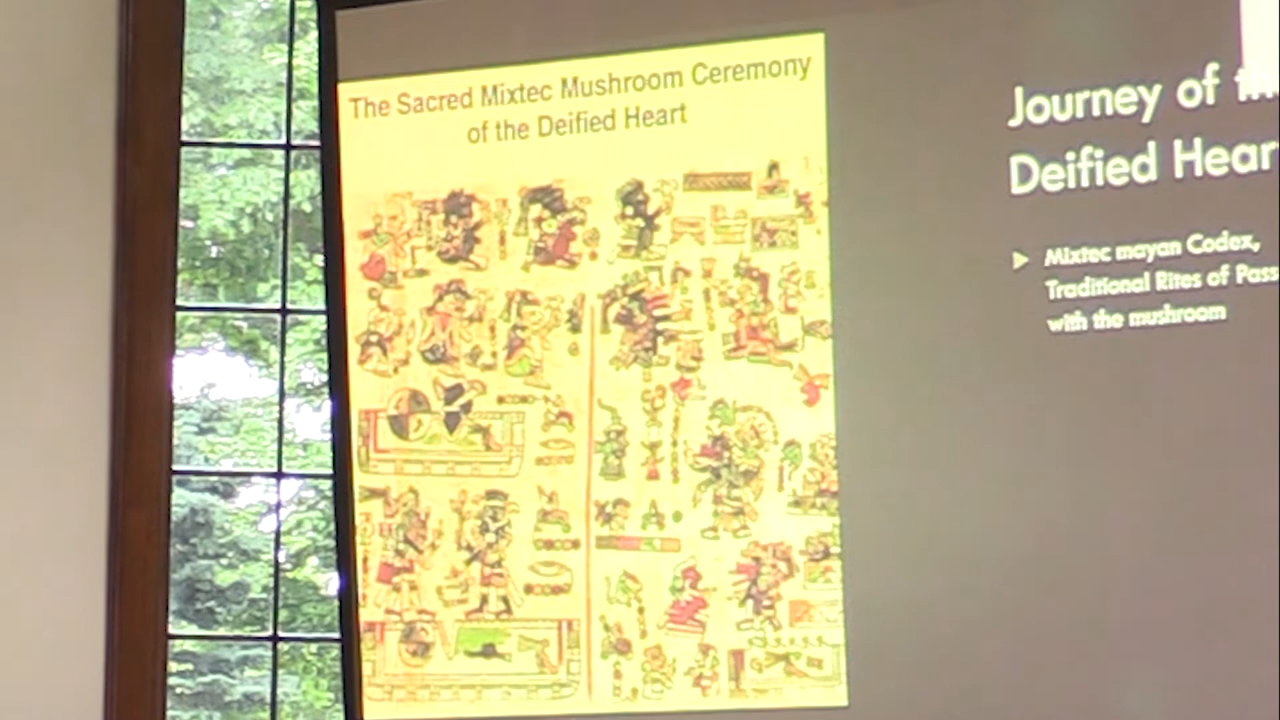 The Sacred Mixtec Mushroom Ceremony
of the Deified Heart
Journey of
Deified Hear
Mixtec mayan Codex,
Traditional Rites of Pass
with the mushroom